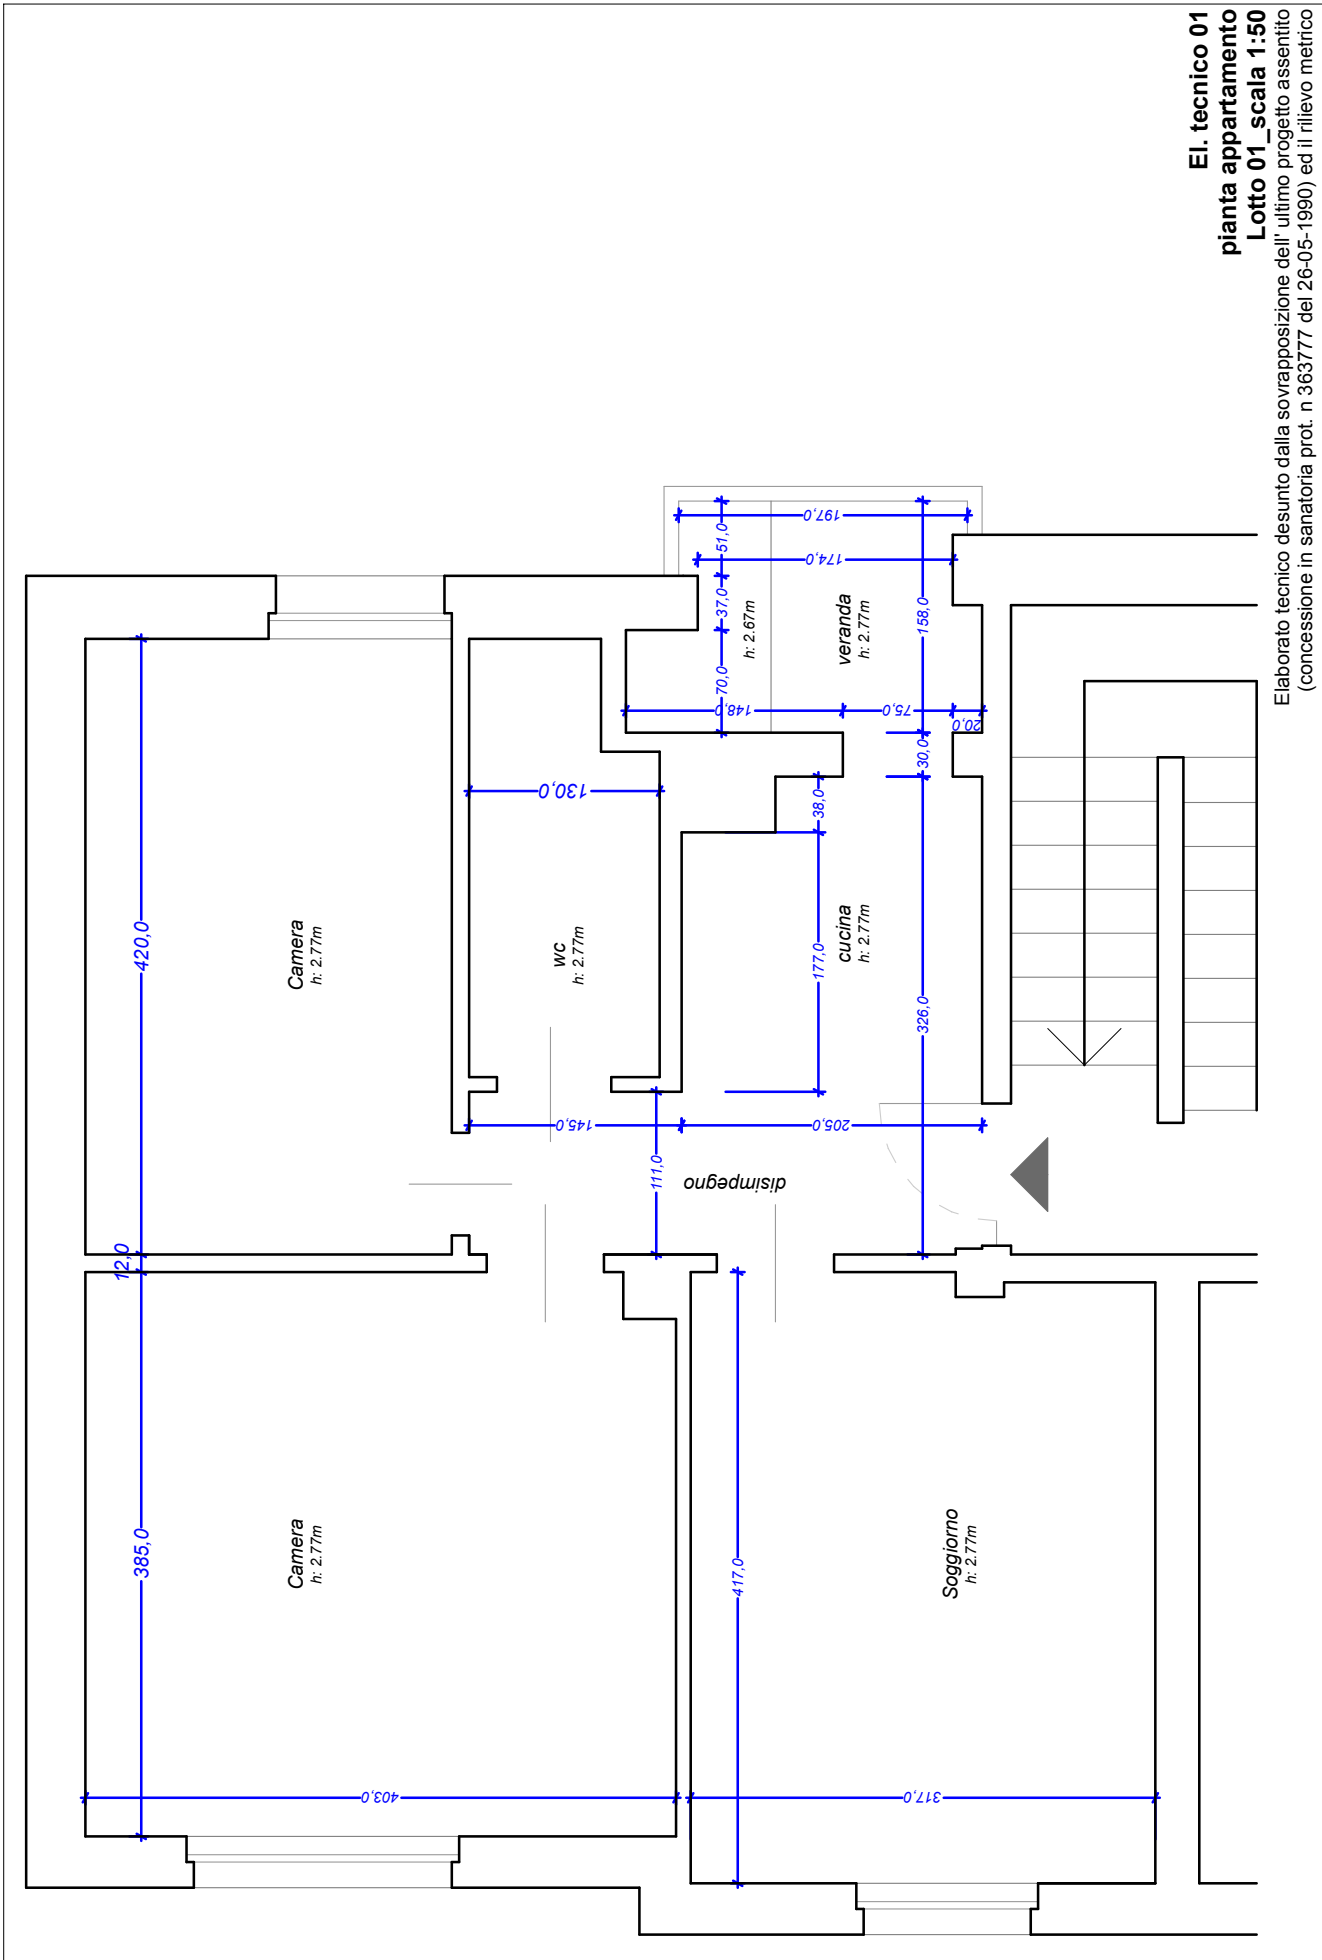 El. tecnico 01
pianta appartamento
Lotto 01_scala 1:50
Elaborato tecnico desunto dalla sovrapposizione dell' ultimo progetto assentito
(concessione in sanatoria prot. n 363777 del 26-05-1990) ed il rilievo metrico
385,0
12,0
420,0
Camera
h: 2.77m
Camera
h: 2.77m
403,0
130,0
wc
h: 2.77m
145,0
111,0
disimpegno
205,0
417,0
317,0
Soggiorno
h: 2.77m
177,0
38,0
cucina
h: 2.77m
326,0
30,0
158,0
70,0
37,0
51,0
h: 2.67m
veranda
h: 2.77m
148,0
75,0
20,0
174,0
197,0